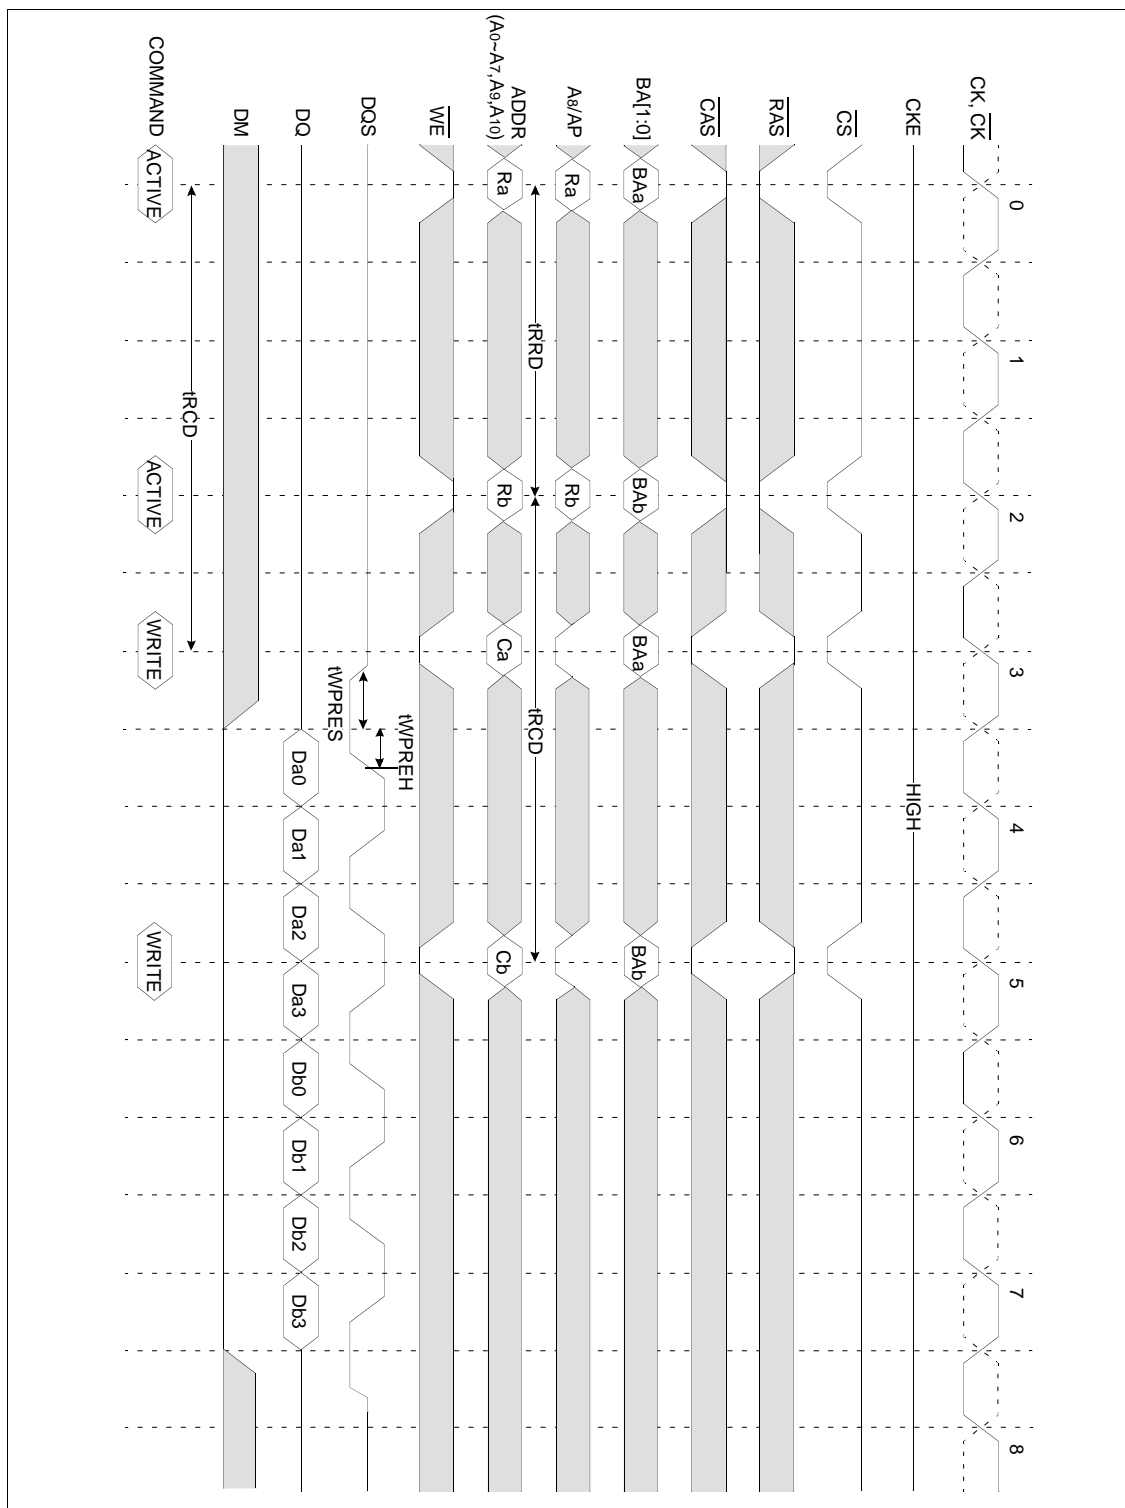 0 1 2 3 4 5 6 7 8
CK, CK
CKE HIGH
CS
RAS
CAS
BA[1:0] BAa BAb BAa BAb
A8/AP Ra Rb
tRRD tRCD
ADDR
(A0~A7,A9,A10) Ra Rb Ca Cb
WE
tWPREH
DQS
tWPRES
DQ Da0 Da1 Da2 Da3 Db0 Db1 Db2 Db3
DM
tRCD
COMMAND ACTIVE ACTIVE WRITE WRITE